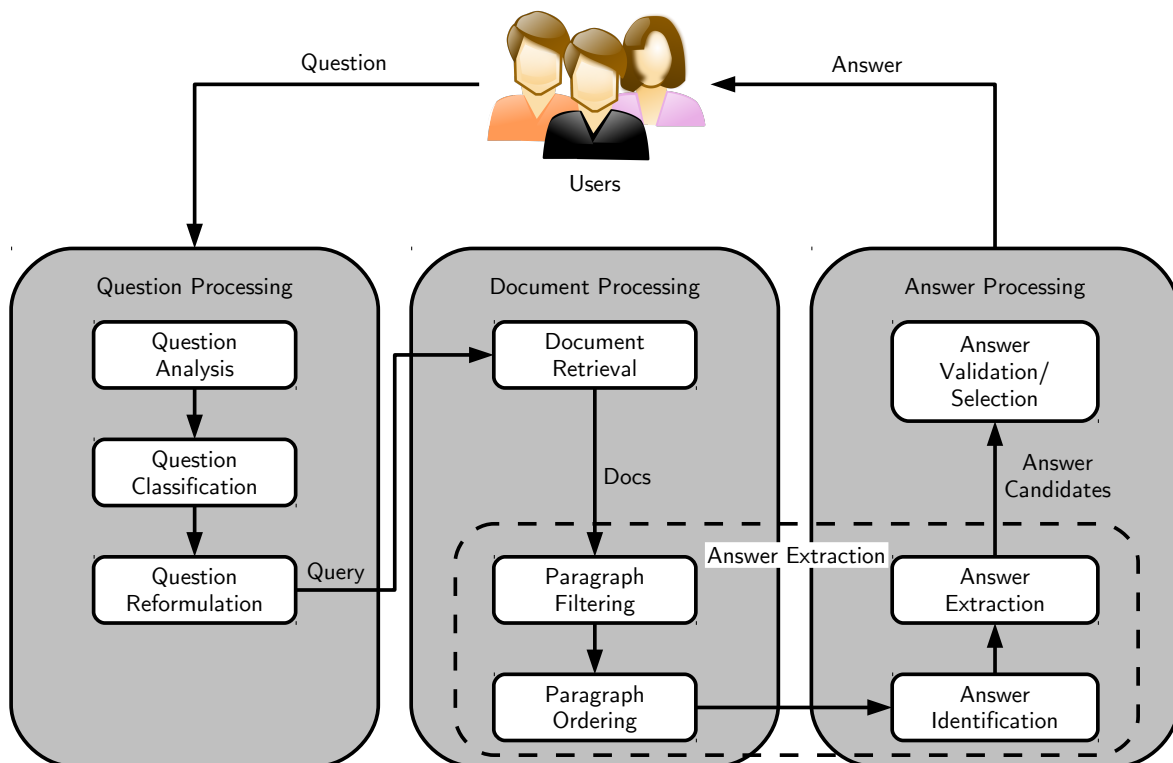 Question
Answer
Users
Question Processing
Question
Analysis
Question
Classification
Question
Reformulation
Query
Document Processing
Document
Retrieval
Docs
Paragraph
Filtering
Paragraph
Ordering
Answer Extraction
Answer Processing
Answer
Validation/
Selection
Answer
Candidates
Answer
Extraction
Answer
Identification